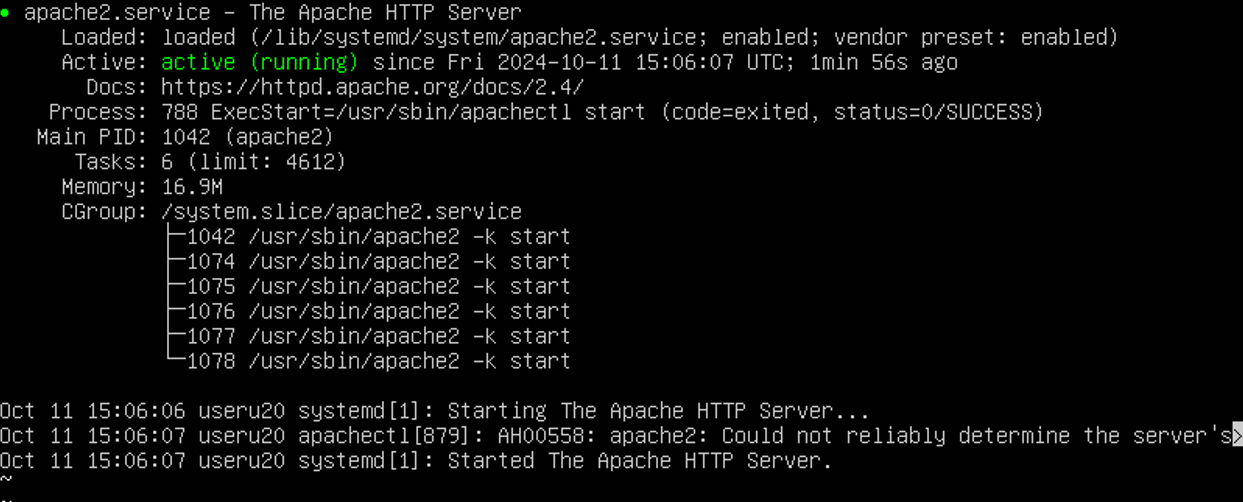 ● apache2.service - The Apache HTTP Server
Loaded: loaded (/lib/systemd/system/apache2.service; enabled; vendor preset: enabled)
Active: active (running) since Fri 2024-10-11 15:06:07 UTC; 1min 56s ago
Docs: https://httpd.apache.org/docs/2.4/
Process: 788 ExecStart=/usr/sbin/apachectl start (code=exited, status=0/SUCCESS)
Main PID: 1042 (apache2)
Tasks: 6 (limit: 4612)
Memory: 16.9M
CGroup: /system.slice/apache2.service
├─1042 /usr/sbin/apache2 -k start
├─1074 /usr/sbin/apache2 -k start
├─1075 /usr/sbin/apache2 -k start
├─1076 /usr/sbin/apache2 -k start
├─1077 /usr/sbin/apache2 -k start
└─1078 /usr/sbin/apache2 -k start
Oct 11 15:06:06 useru20 systemd[1]: Starting The Apache HTTP Server...
Oct 11 15:06:07 useru20 apachectl[879]: AH00558: apache2: Could not reliably determine the server's>
Oct 11 15:06:07 useru20 systemd[1]: Started The Apache HTTP Server.
~
~